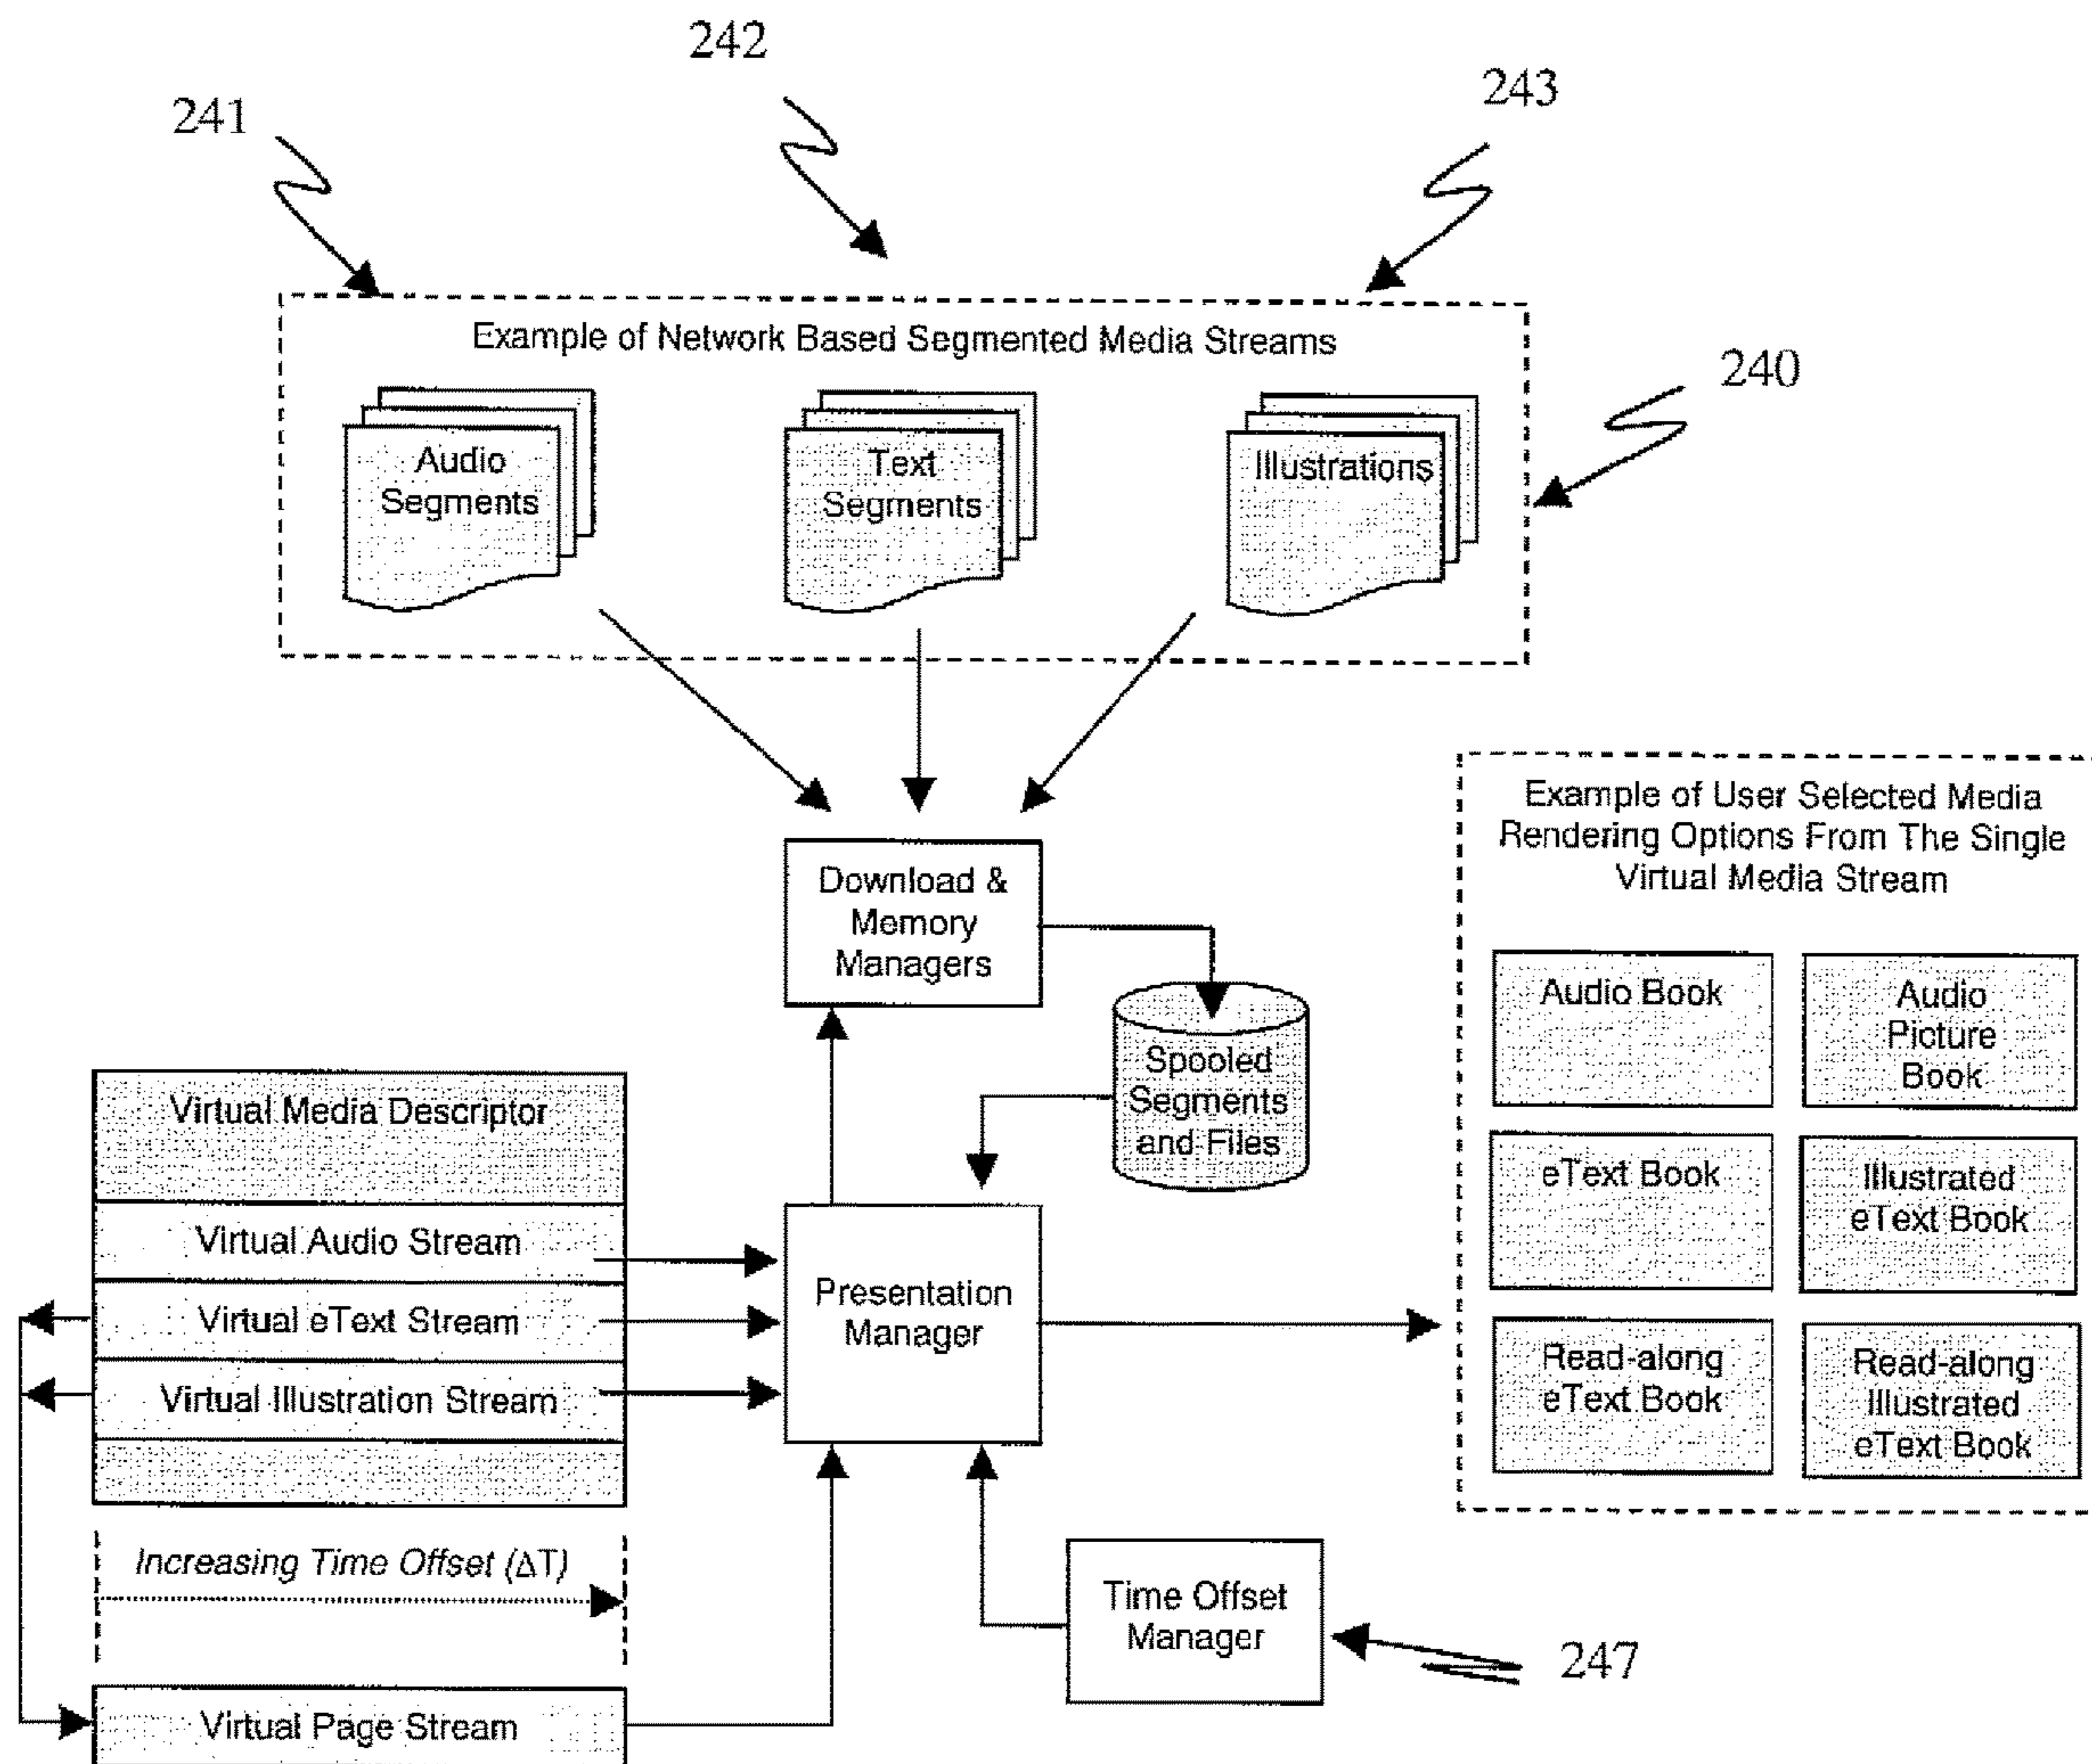 242
241
243
Example of Network Based Segmented Media Streams
240
Audio
Segments
Text
Segments
Illustrations
Example of User Selected Media
Rendering Options From The Single
Virtual Media Stream
Download &
Memory
Managers
Audio Book
Audio
Picture
Book
Spooled
Segments
and Files
Virtual Media Descriptor
eText Book
Illustrated
eText Book
Virtual Audio Stream
Virtual eText Stream
Virtual Illustration Stream
Presentation
Manager
Read-along
eText Book
Read-along
Illustrated
eText Book
Increasing Time Offset (ΔT)
Time Offset
Manager
247
Virtual Page Stream